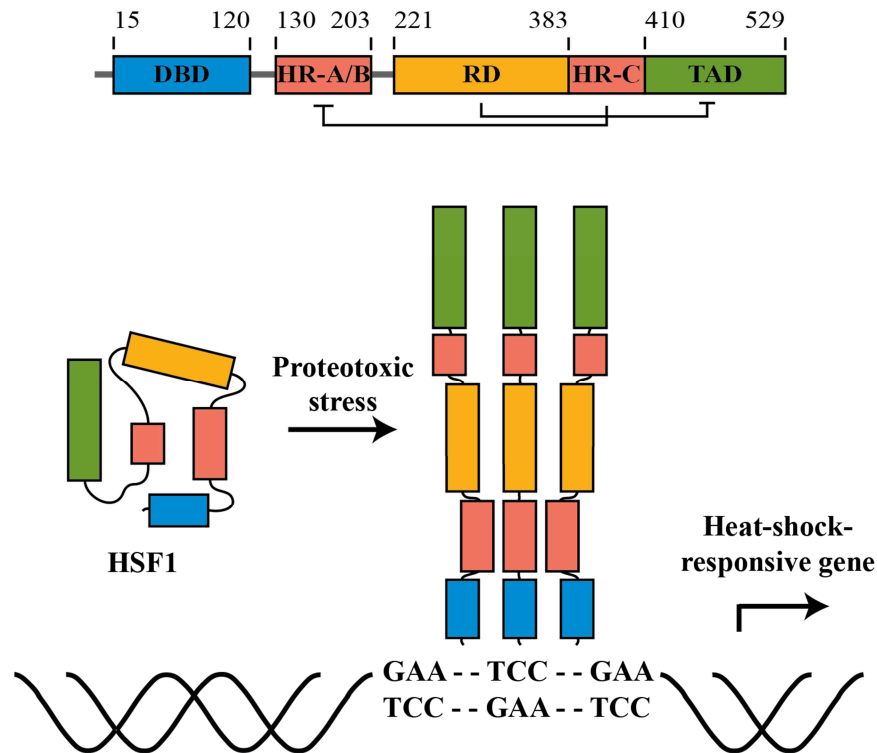 15 120 130 203 221 383 410 529
DBD HR-A/B RD HR-C TAD
Proteotoxic
stress
HSF1
Heat-shock-
responsive gene
GAA - - TCC - - GAA
TCC - - GAA - - TCC